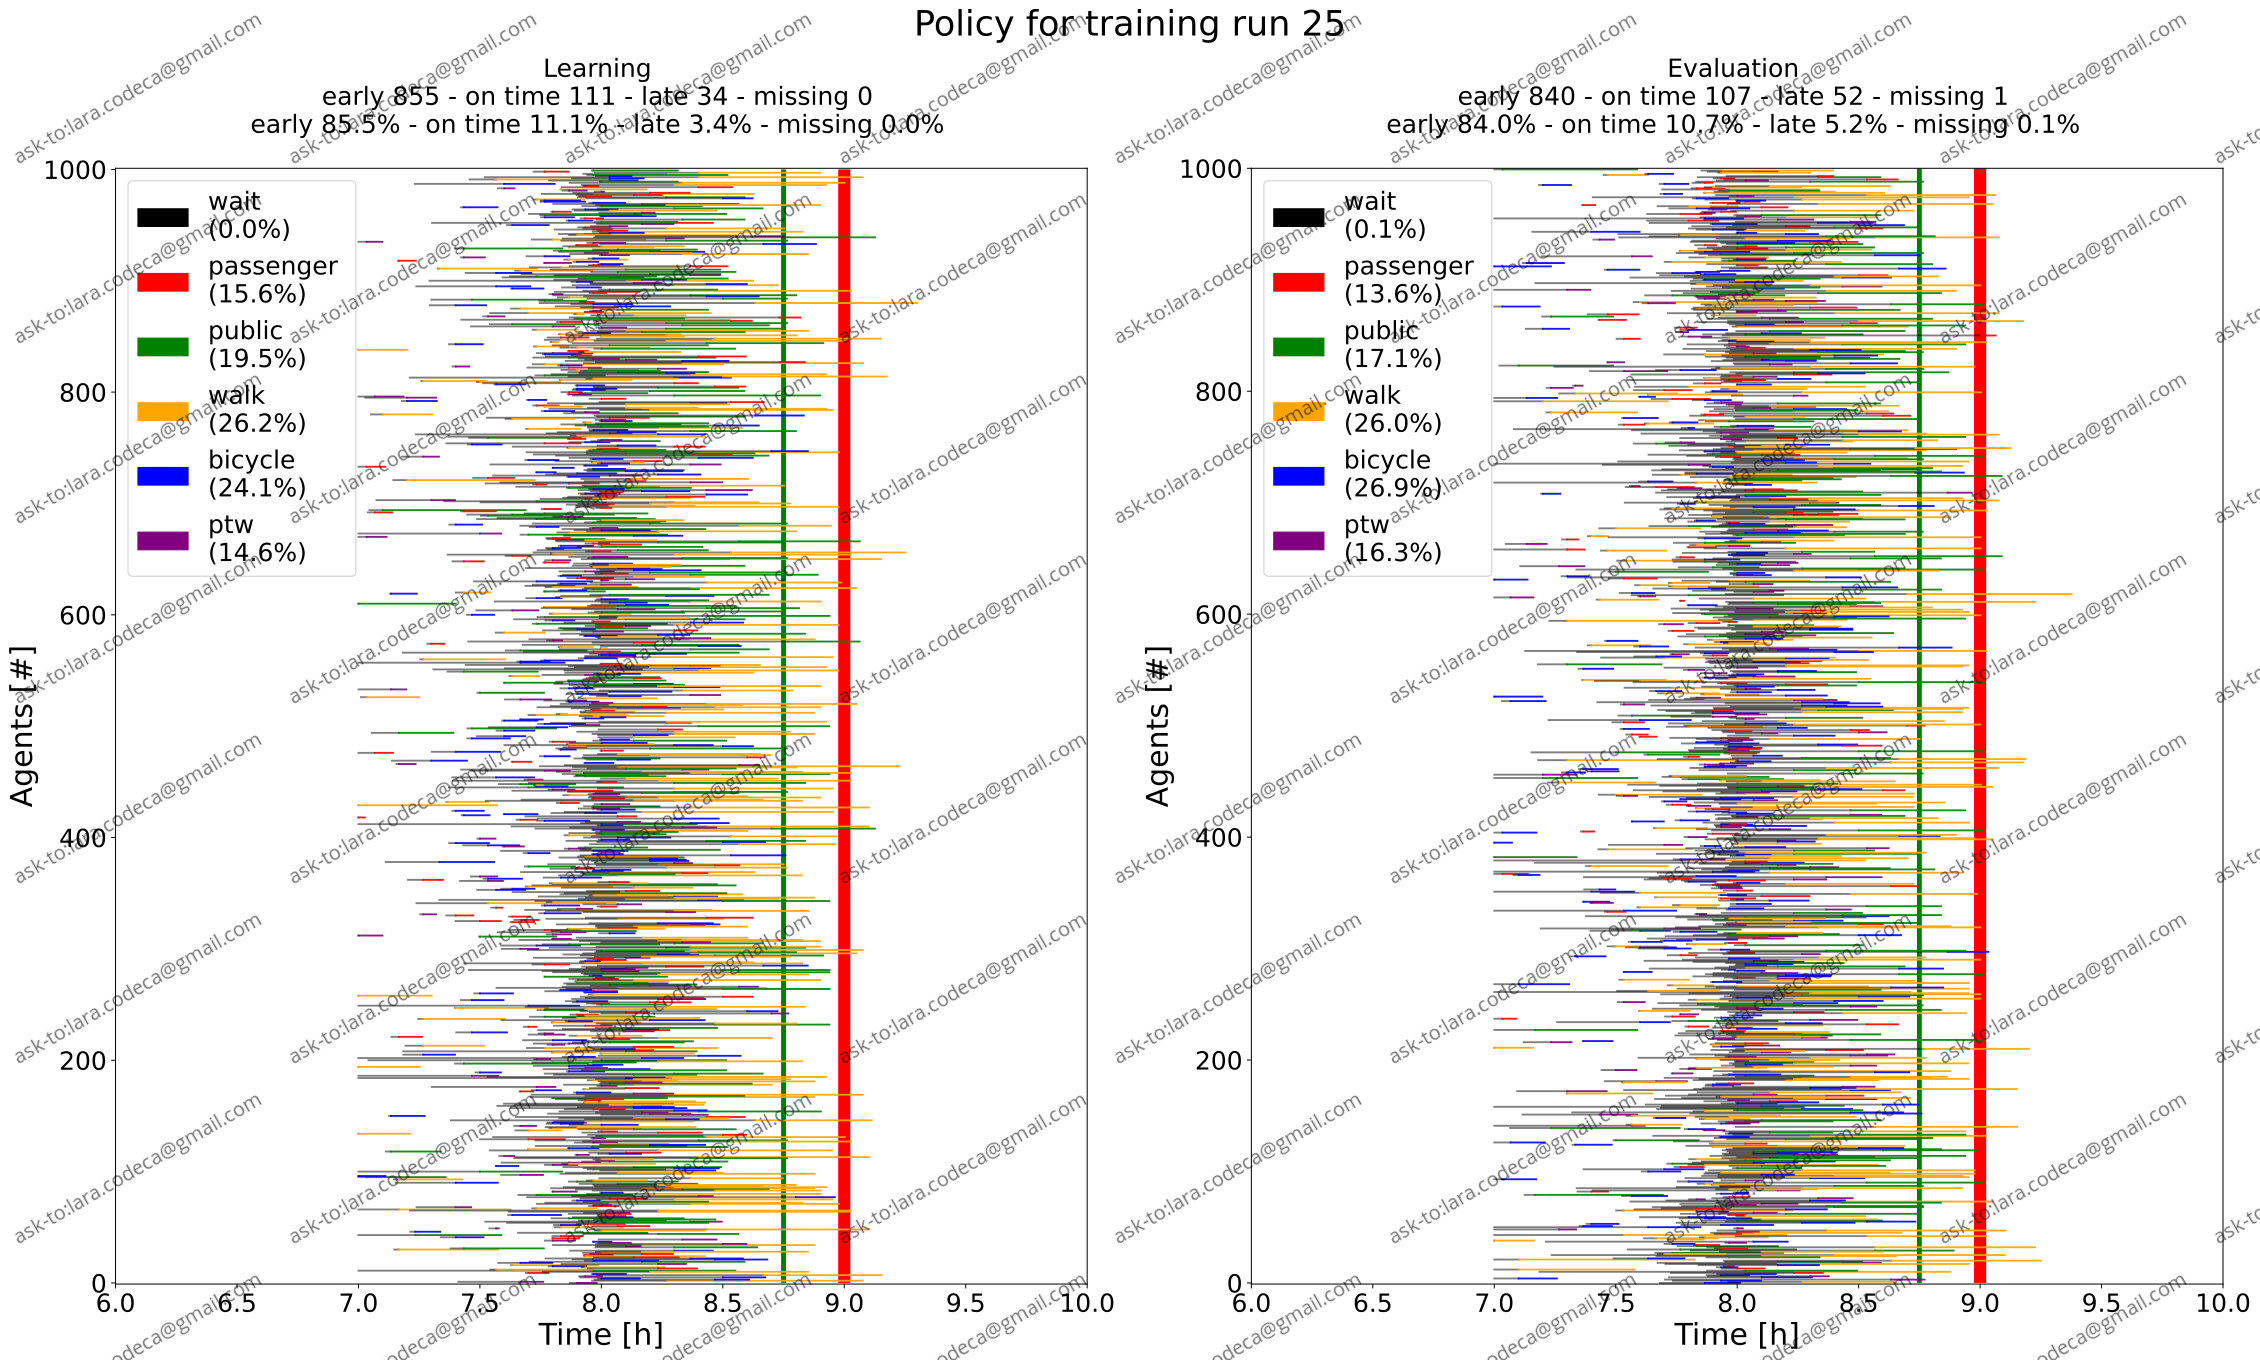 Policy for training run 25
Learning
early 855 - on time 111 - late 34 - missing 0
early 85.5% - on time 11.1% - late 3.4% - missing 0.0%
1000
800
600
400
200
0
Agents [#]
wait
(0.0%)
passenger
(15.6%)
public
(19.5%)
walk
(26.2%)
bicycle
(24.1%)
ptw
(14.6%)
6.0 6.5 7.0 7.5 8.0 8.5 9.0 9.5 10.0
Time [h]
Evaluation
early 840 - on time 107 - late 52 - missing 1
early 84.0% - on time 10.7% - late 5.2% - missing 0.1%
1000
800
600
400
200
0
Agents [#]
wait
(0.1%)
passenger
(13.6%)
public
(17.1%)
walk
(26.0%)
bicycle
(26.9%)
ptw
(16.3%)
6.0 6.5 7.0 7.5 8.0 8.5 9.0 9.5 10.0
Time [h]
ask-to:lara.codeca@gmail.com